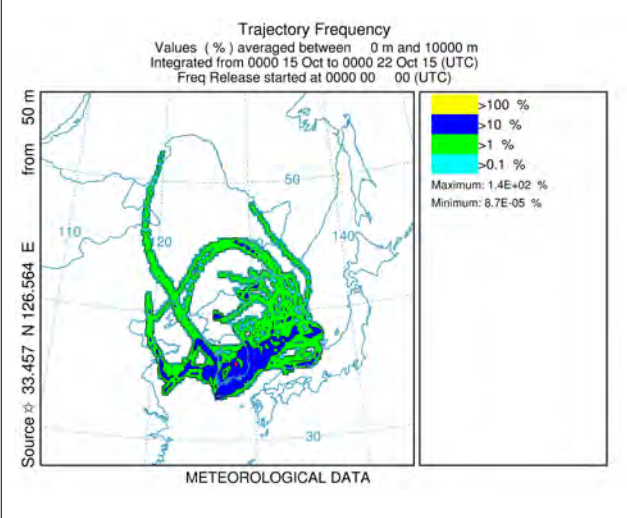 Trajectory Frequency
Values ( % ) averaged between 0 m and 10000 m
Integrated from 0000 15 Oct to 0000 22 Oct 15 (UTC)
Freq Release started at 0000 00 00 (UTC)
Source ☆ 33.457 N 126.564 E from 50 m
>100 %
>10 %
>1 %
>0.1 %
Maximum: 1.4E+02 %
Minimum: 8.7E-05 %
50
110
120
140
30
METEOROLOGICAL DATA